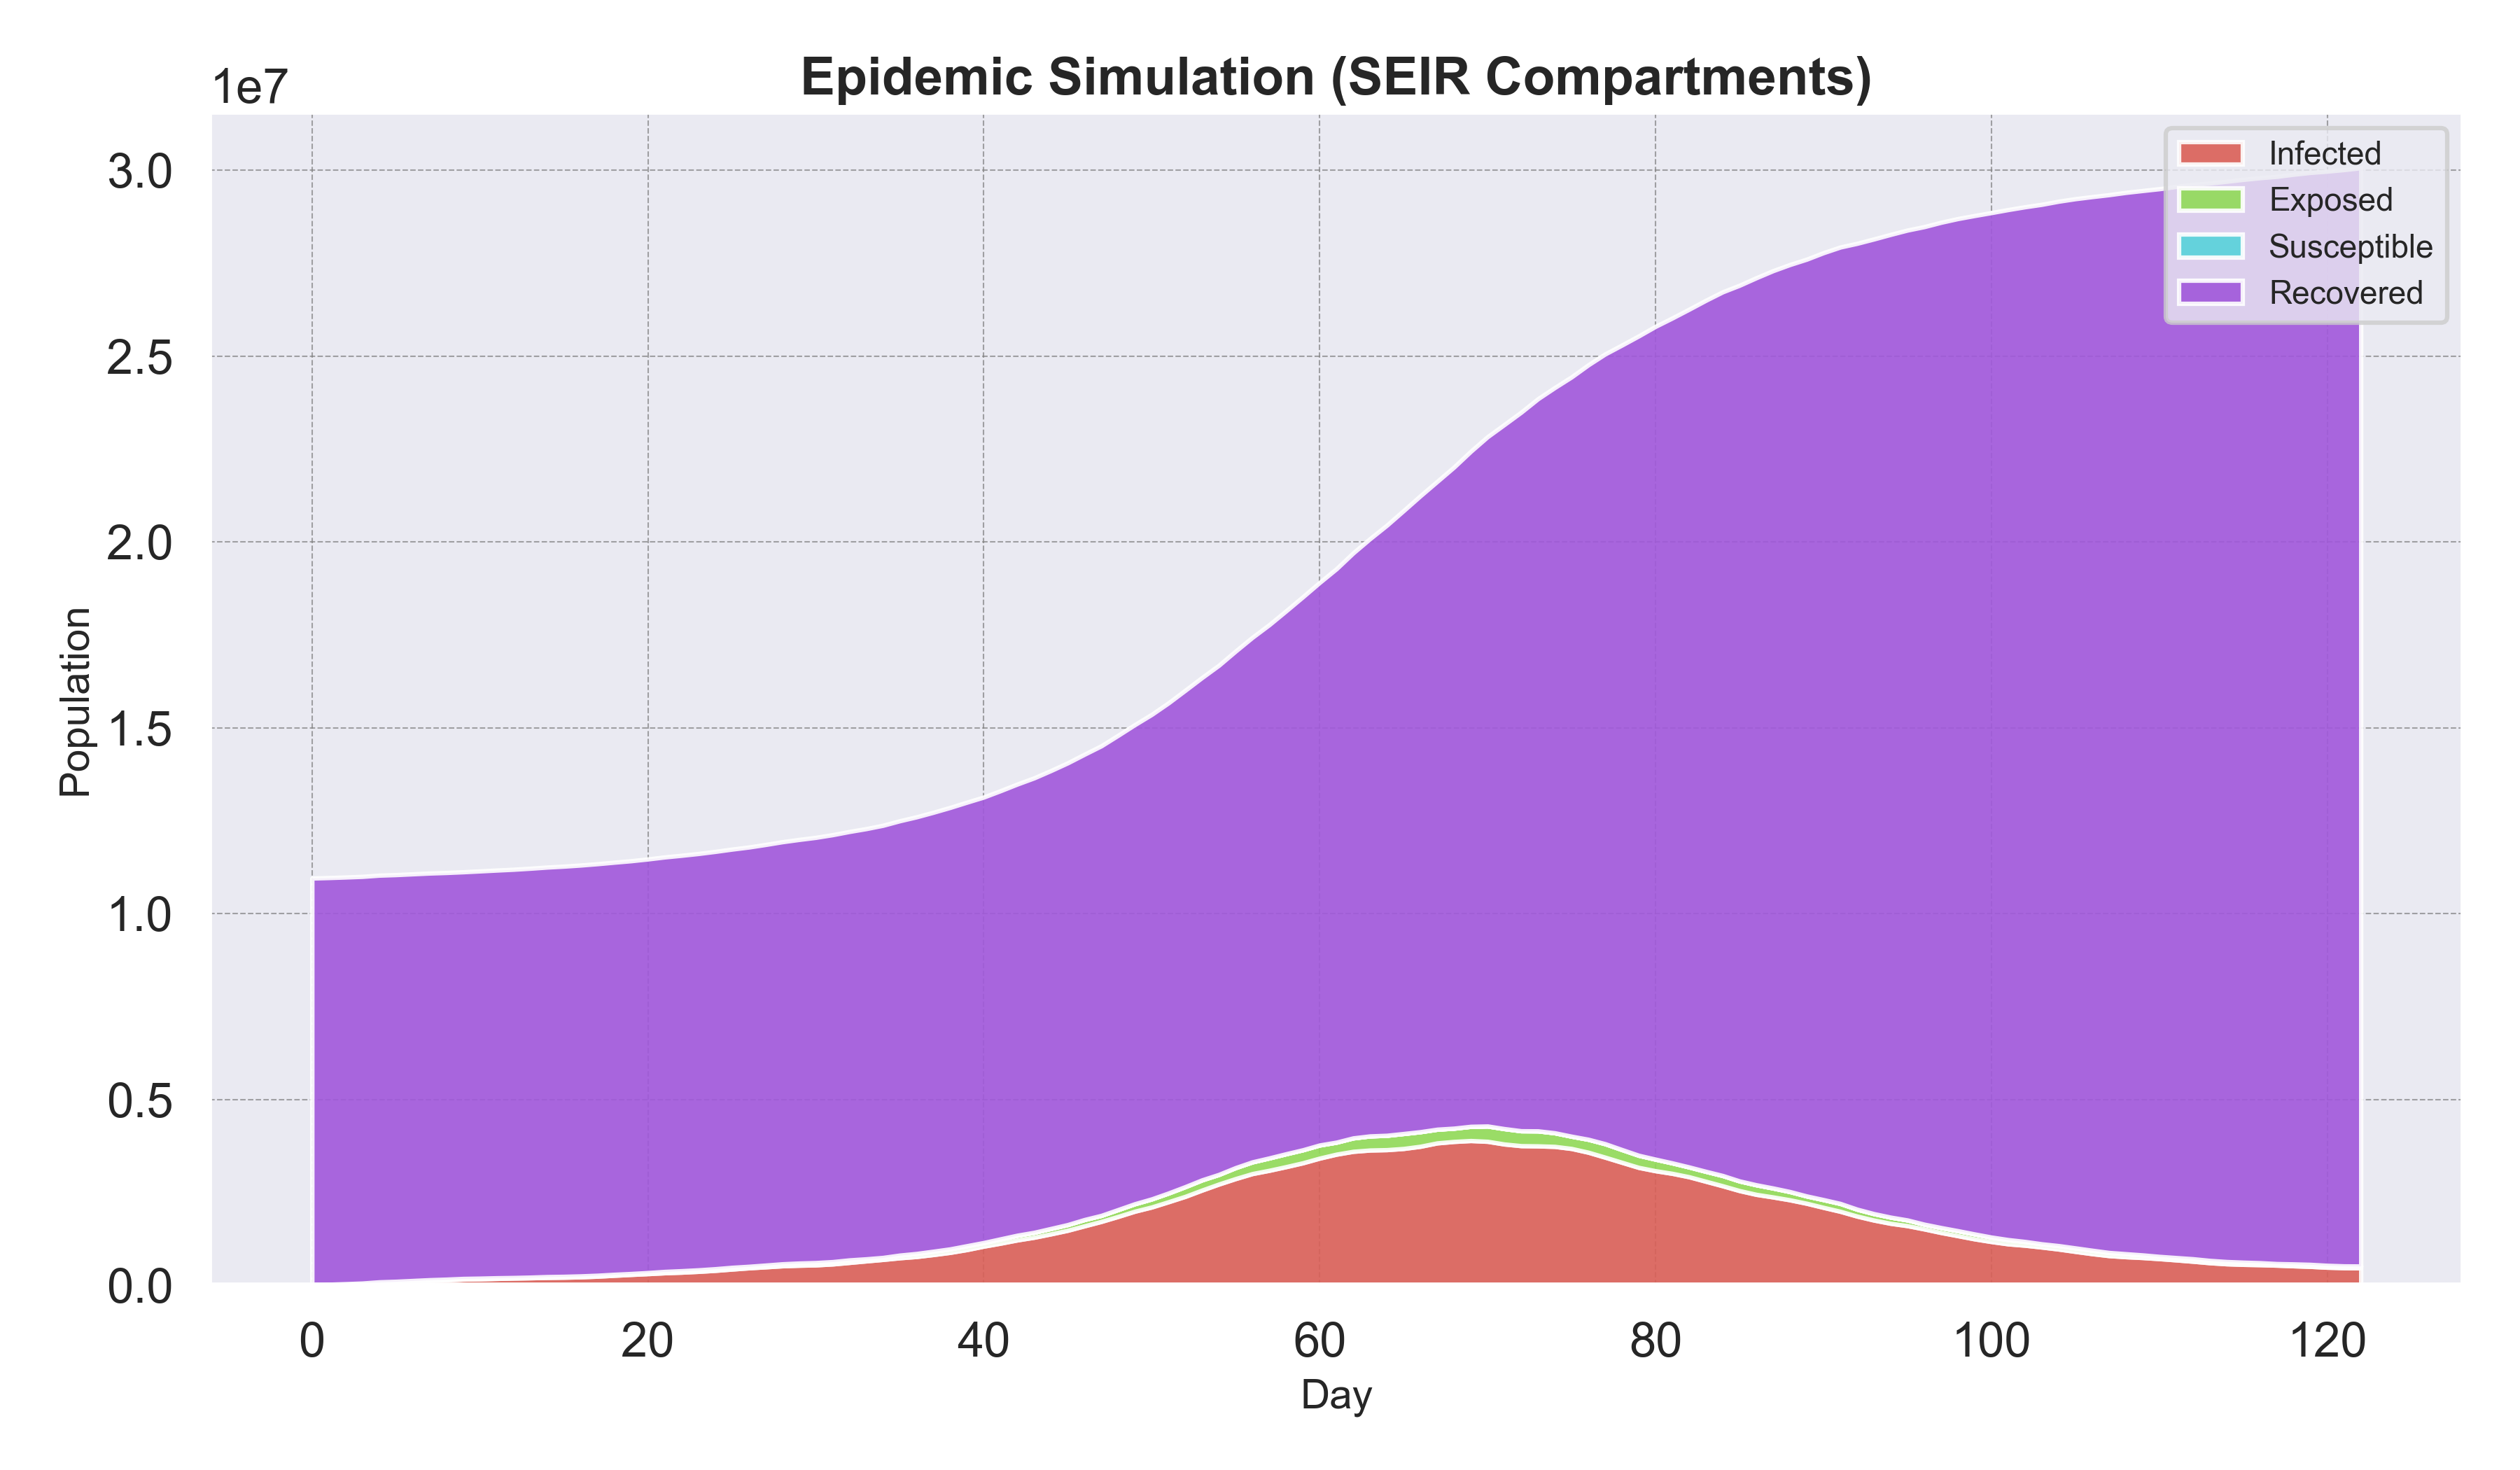 Epidemic Simulation (SEIR Compartments)
1e7
3.0
2.5
2.0
1.5
1.0
0.5
0.0
Population
0 20 40 60 80 100 120
Day
Infected
Exposed
Susceptible
Recovered